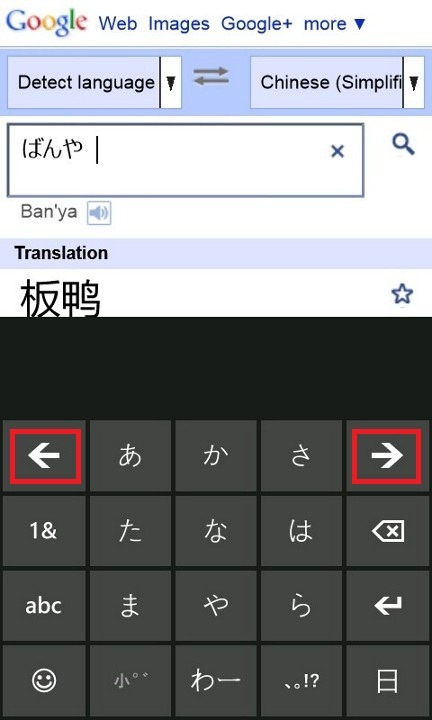 Google Web Images Google+ more ▼
Detect language ▼ Chinese (Simplifi ▼
ばんや
Ban'ya
Translation
板鸭
← あ か さ →
1& た な は
abc ま や ら
小゜゛ わー 、。!? 日